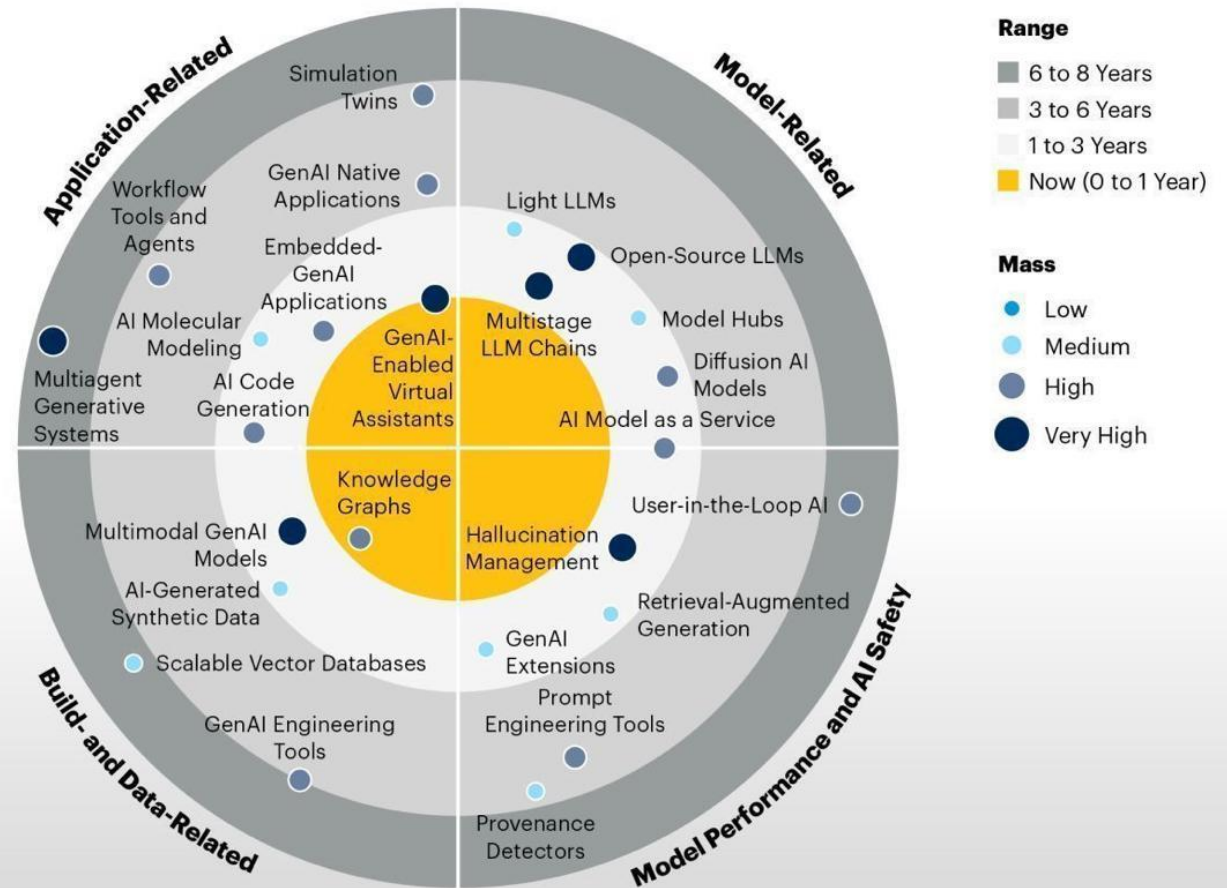 Application-Related
Simulation
Twins
GenAI Native
Applications
Workflow
Tools and
Agents
Embedded-
GenAI
Applications
AI Molecular
Modeling
Multiagent
Generative
Systems
AI Code
Generation
GenAI-
Enabled
Virtual
Assistants
Model-Related
Light LLMs
Open-Source LLMs
Multistage
LLM Chains
Model Hubs
Diffusion AI
Models
AI Model as a Service
Knowledge
Graphs
Multimodal GenAI
Models
AI-Generated
Synthetic Data
Scalable Vector Databases
GenAI Engineering
Tools
Build- and Data-Related
User-in-the-Loop AI
Hallucination
Management
Retrieval-Augmented
Generation
GenAI
Extensions
Prompt
Engineering Tools
Provenance
Detectors
Model Performance and AI Safety
Range
6 to 8 Years
3 to 6 Years
1 to 3 Years
Now (0 to 1 Year)
Mass
Low
Medium
High
Very High